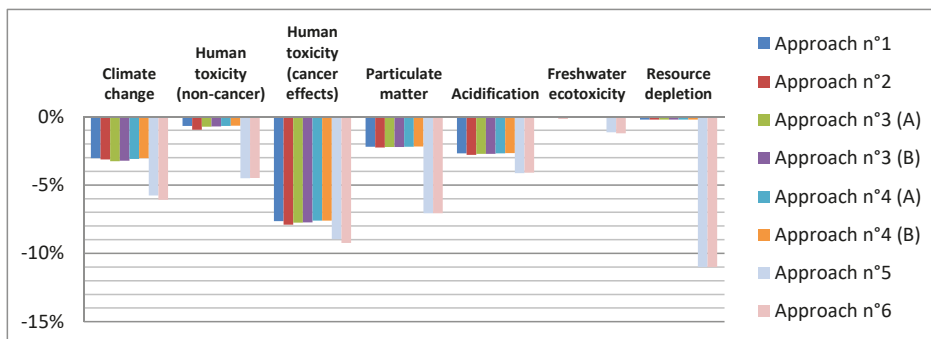 Climate
change
Human
toxicity
(non-cancer)
Human
toxicity
(cancer
effects)
Particulate
matter
Acidification
Freshwater
ecotoxicity
Resource
depletion
0%
-5%
-10%
-15%
Approach n°1
Approach n°2
Approach n°3 (A)
Approach n°3 (B)
Approach n°4 (A)
Approach n°4 (B)
Approach n°5
Approach n°6